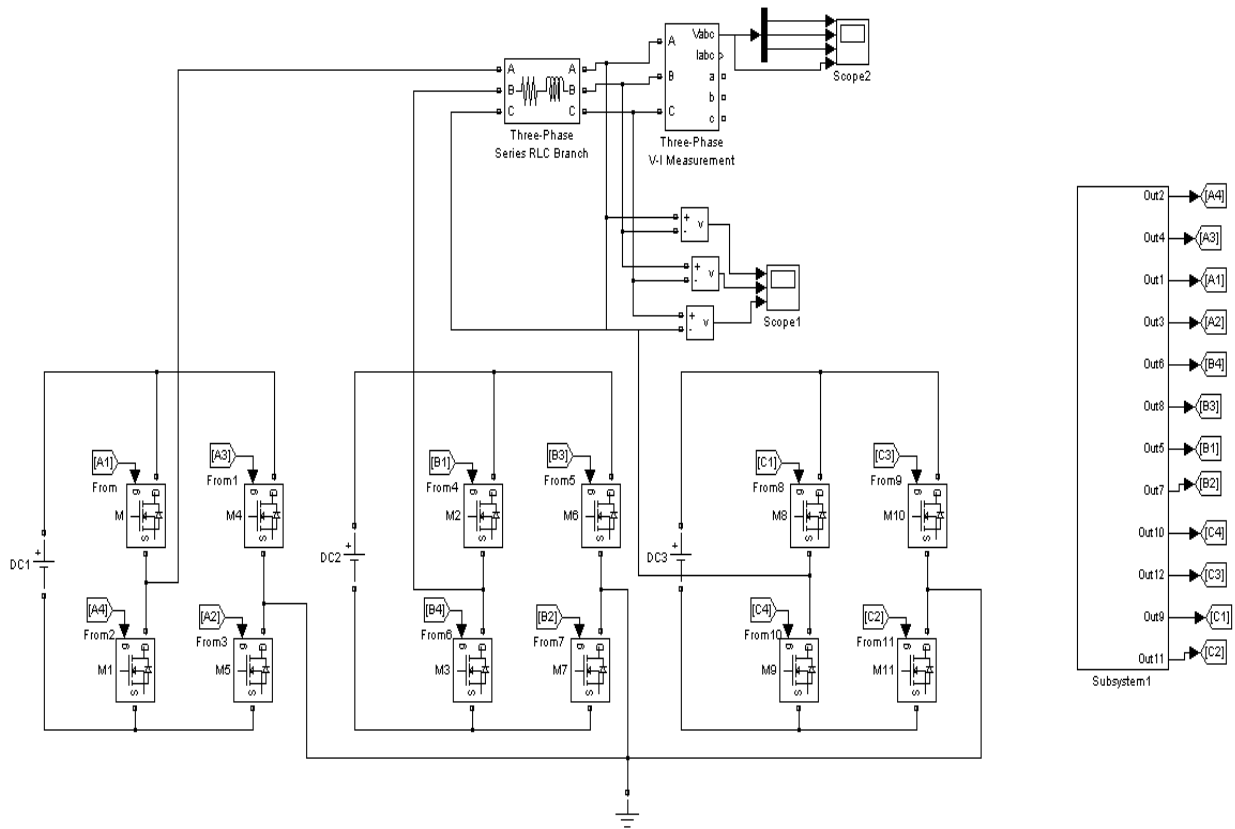 Vabc
Iabc
a
b
c
A
B
C
Scope2
Three-Phase
V-I Measurement
A
B
C
A
B
C
Three-Phase
Series RLC Branch
+
-
v
+
-
v
+
-
v
Scope1
Out2
[A4]
Out4
[A3]
Out1
[A1]
Out3
[A2]
Out6
[B4]
Out8
[B3]
Out5
[B1]
Out7
[B2]
Out10
[C4]
Out12
[C3]
Out9
[C1]
Out11
[C2]
Subsystem1
[A1]
From
[A3]
From1
[B1]
From4
[B3]
From5
[C1]
From8
[C3]
From9
g
D
S
M
g
D
S
M4
g
D
S
M2
g
D
S
M6
g
D
S
M8
g
D
S
M10
+
DC1
+
DC2
+
DC3
[A4]
From2
[A2]
From3
[B4]
From6
[B2]
From7
[C4]
From10
[C2]
From11
g
D
S
M1
g
D
S
M5
g
D
S
M3
g
D
S
M7
g
D
S
M9
g
D
S
M11